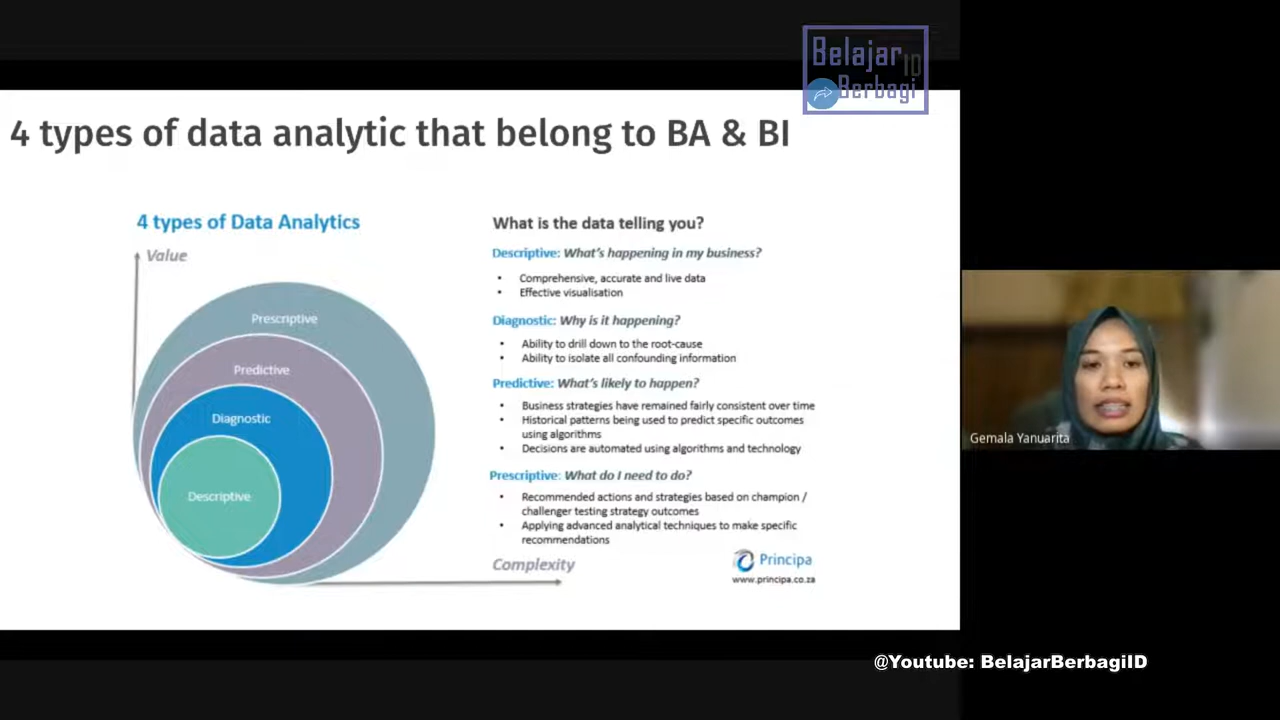 Belajar ID
Berbagi
4 types of data analytic that belong to BA & BI
4 types of Data Analytics
Value
Prescriptive
Predictive
Diagnostic
Descriptive
Complexity
What is the data telling you?
Descriptive: What's happening in my business?
• Comprehensive, accurate and live data
• Effective visualisation
Diagnostic: Why is it happening?
• Ability to drill down to the root-cause
• Ability to isolate all confounding information
Predictive: What's likely to happen?
• Business strategies have remained fairly consistent over time
• Historical patterns being used to predict specific outcomes
using algorithms
• Decisions are automated using algorithms and technology
Prescriptive: What do I need to do?
• Recommended actions and strategies based on champion /
challenger testing strategy outcomes
• Applying advanced analytical techniques to make specific
recommendations
Principa
www.principa.co.za
Gemala Yanuarita
@Youtube: BelajarBerbagiID